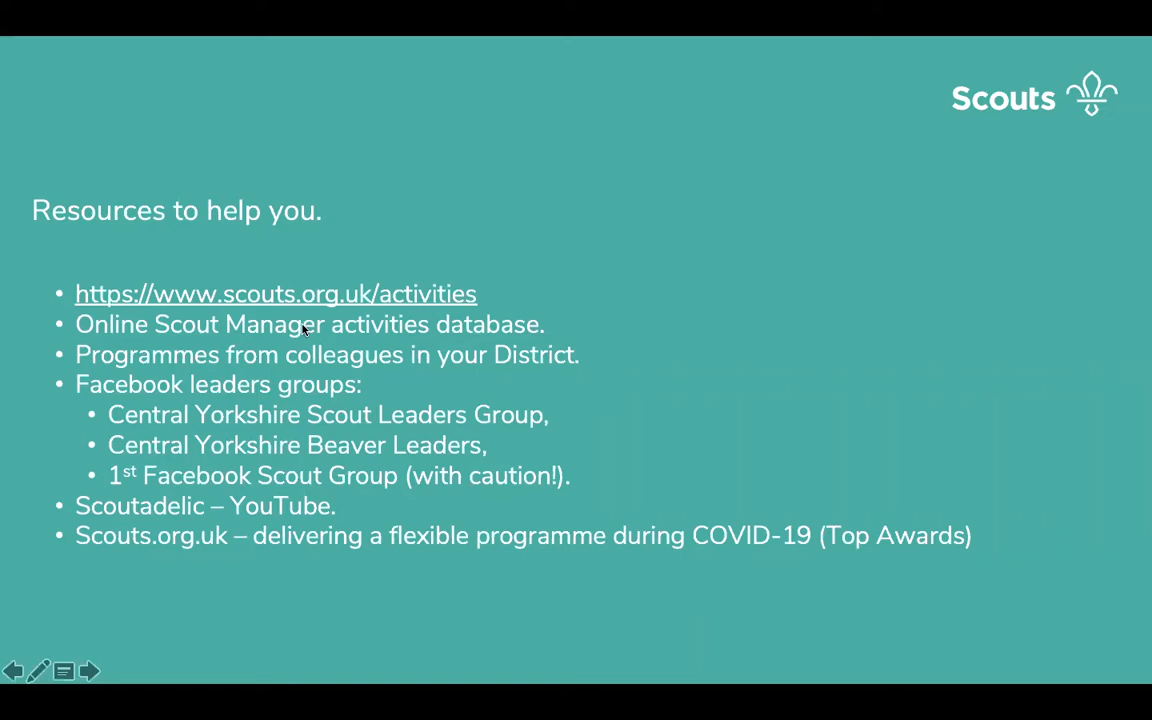 Scouts
Resources to help you.
• https://www.scouts.org.uk/activities
• Online Scout Manager activities database.
• Programmes from colleagues in your District.
• Facebook leaders groups:
• Central Yorkshire Scout Leaders Group,
• Central Yorkshire Beaver Leaders,
• 1st Facebook Scout Group (with caution!).
• Scoutadelic – YouTube.
• Scouts.org.uk – delivering a flexible programme during COVID-19 (Top Awards)